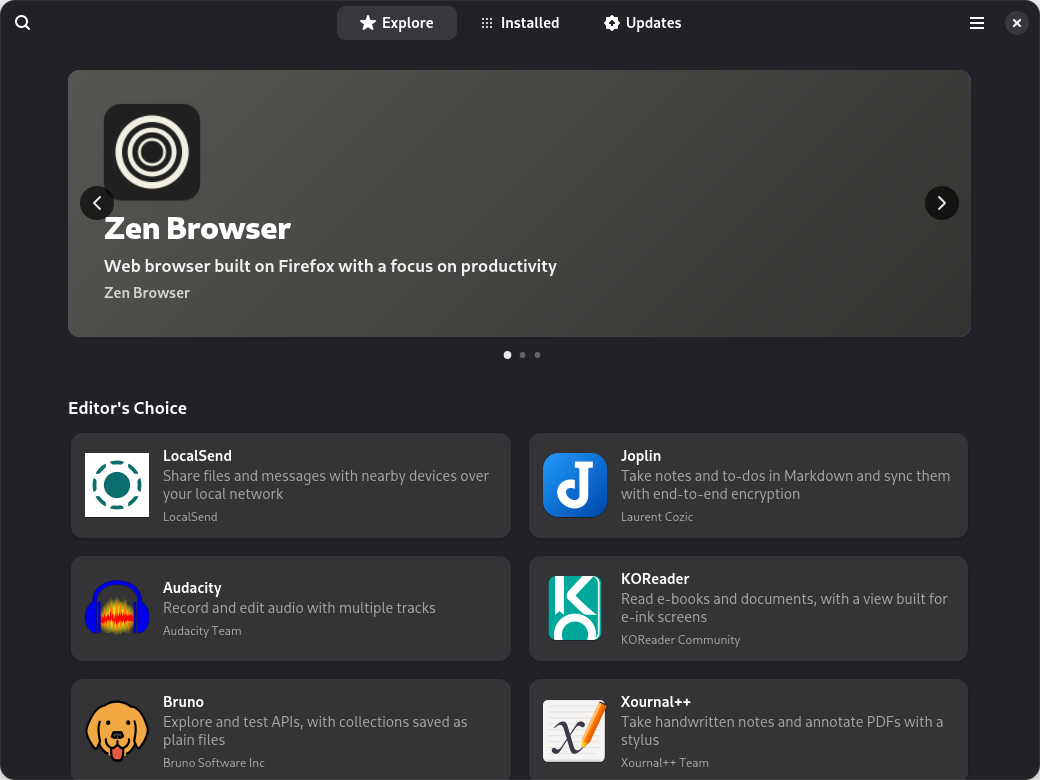 Explore
Installed
Updates
Zen Browser
Web browser built on Firefox with a focus on productivity
Zen Browser
Editor's Choice
LocalSend
Share files and messages with nearby devices over
your local network
LocalSend
Joplin
Take notes and to-dos in Markdown and sync them
with end-to-end encryption
Laurent Cozic
Audacity
Record and edit audio with multiple tracks
Audacity Team
KOReader
Read e-books and documents, with a view built for
e-ink screens
KOReader Community
Bruno
Explore and test APIs, with collections saved as
plain files
Bruno Software Inc
Xournal++
Take handwritten notes and annotate PDFs with a
stylus
Xournal++ Team